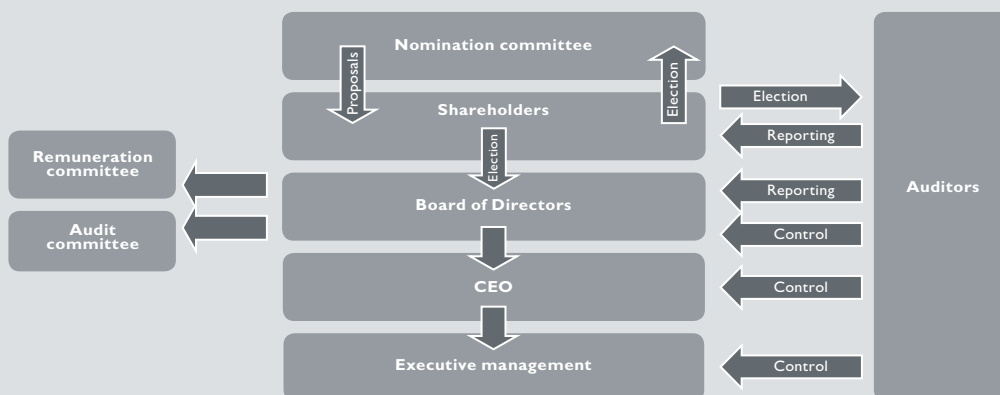 Nomination committee
Proposals
Election
Shareholders
Election
Election
Reporting
Remuneration
committee
Audit
committee
Board of Directors
Reporting
Control
Auditors
CEO
Control
Executive management
Control